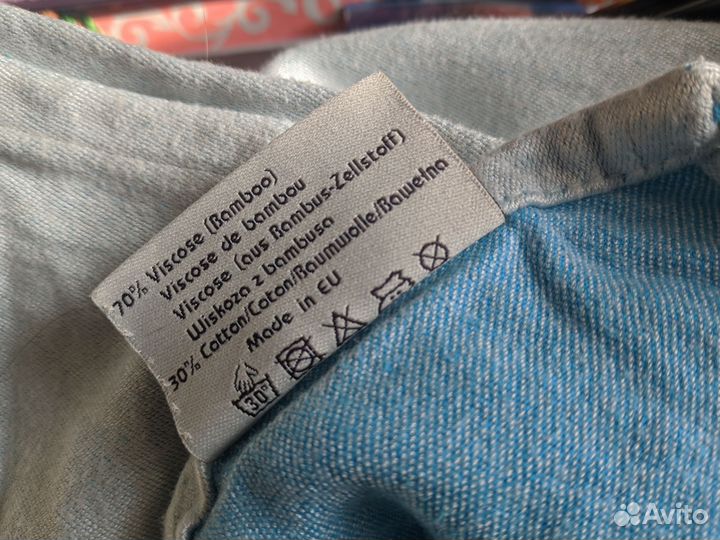 70% Viscose (Bamboo)
Viscose de bambou
Viscose (aus Bambus-Zellstoff)
Wiskoza z bambusa
30% Cotton/Coton/Baumwolle/Bawełna
Made in EU
30°
Avito